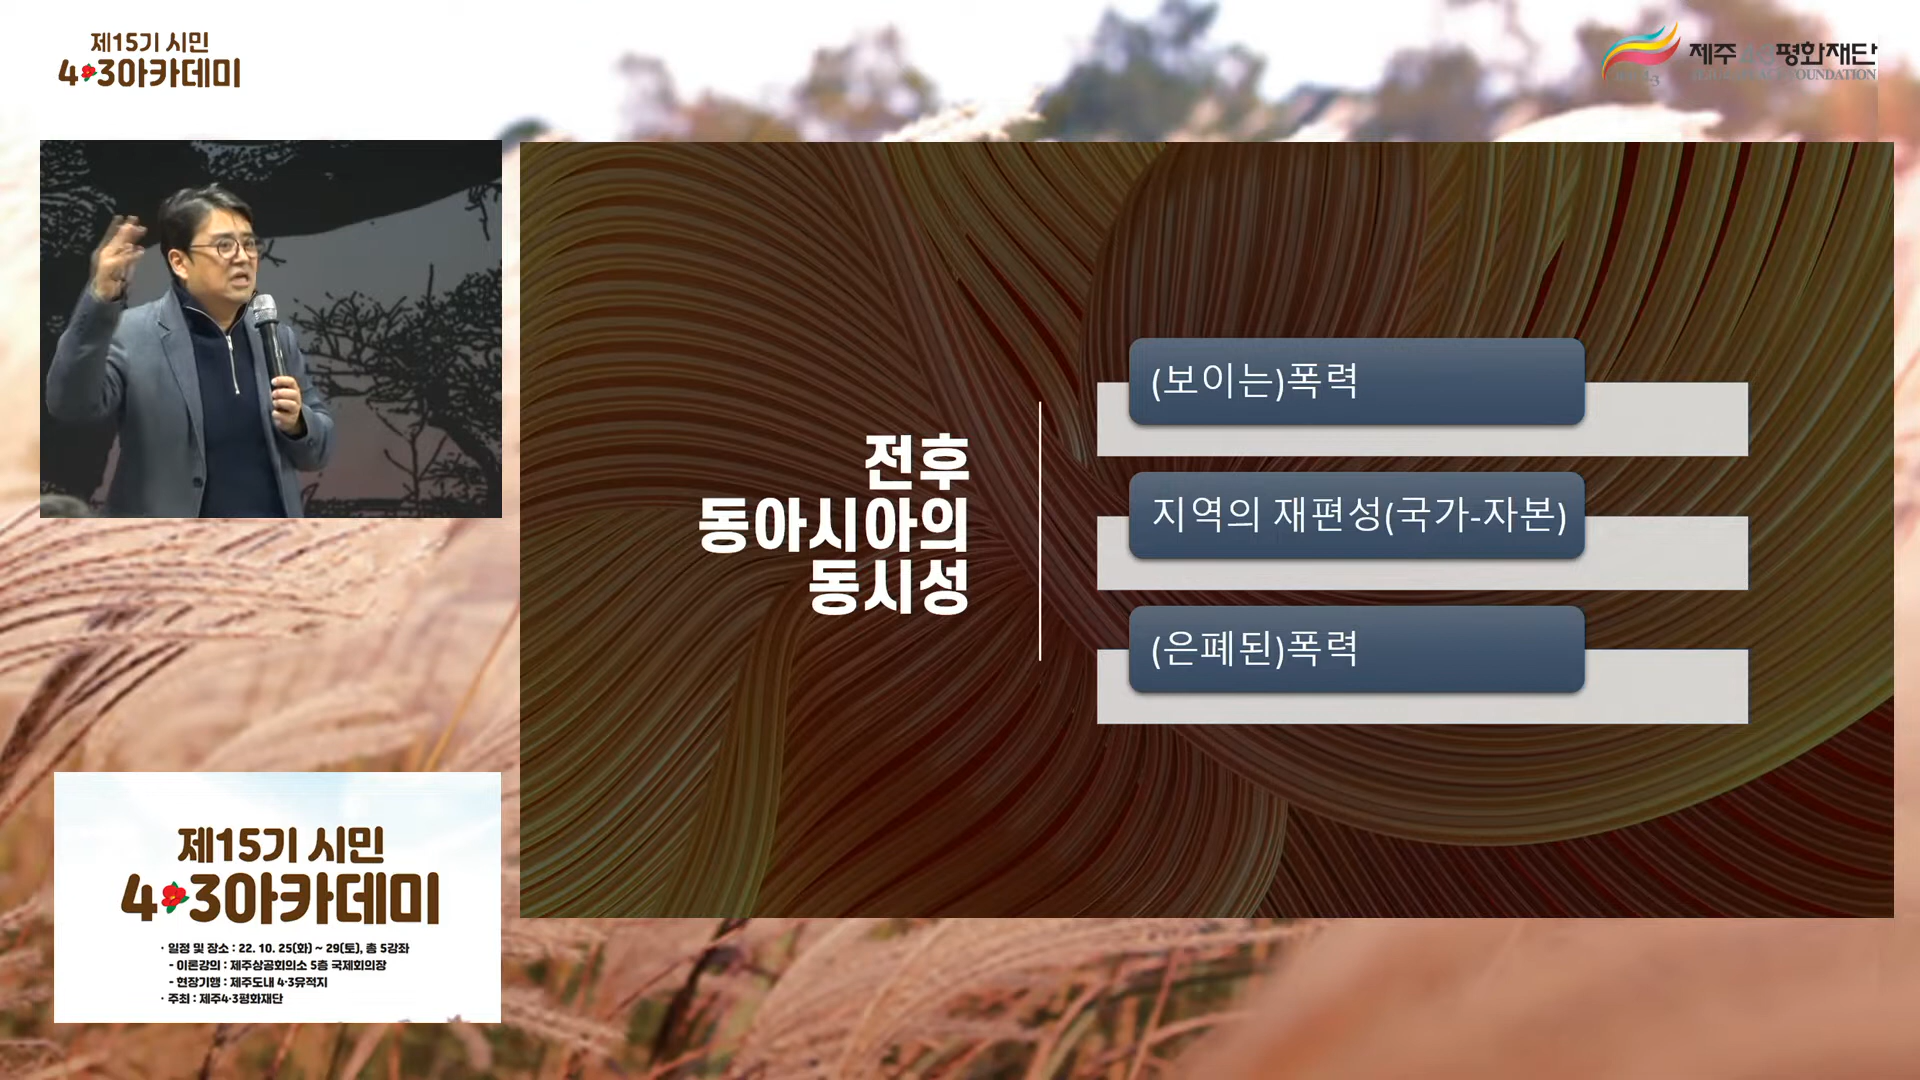 제15기 시민
4·3아카데미
제주4·3평화재단
전후
동아시아의
동시성
(보이는)폭력
지역의 재편성(국가-자본)
(은폐된)폭력
제15기 시민
4·3아카데미
· 일정 및 장소 : 22. 10. 25(화) ~ 29(토), 총 5강좌
- 이론강의 : 제주상공회의소 5층 국제회의장
- 현장기행 : 제주도내 4·3유적지
· 주최 : 제주4·3평화재단